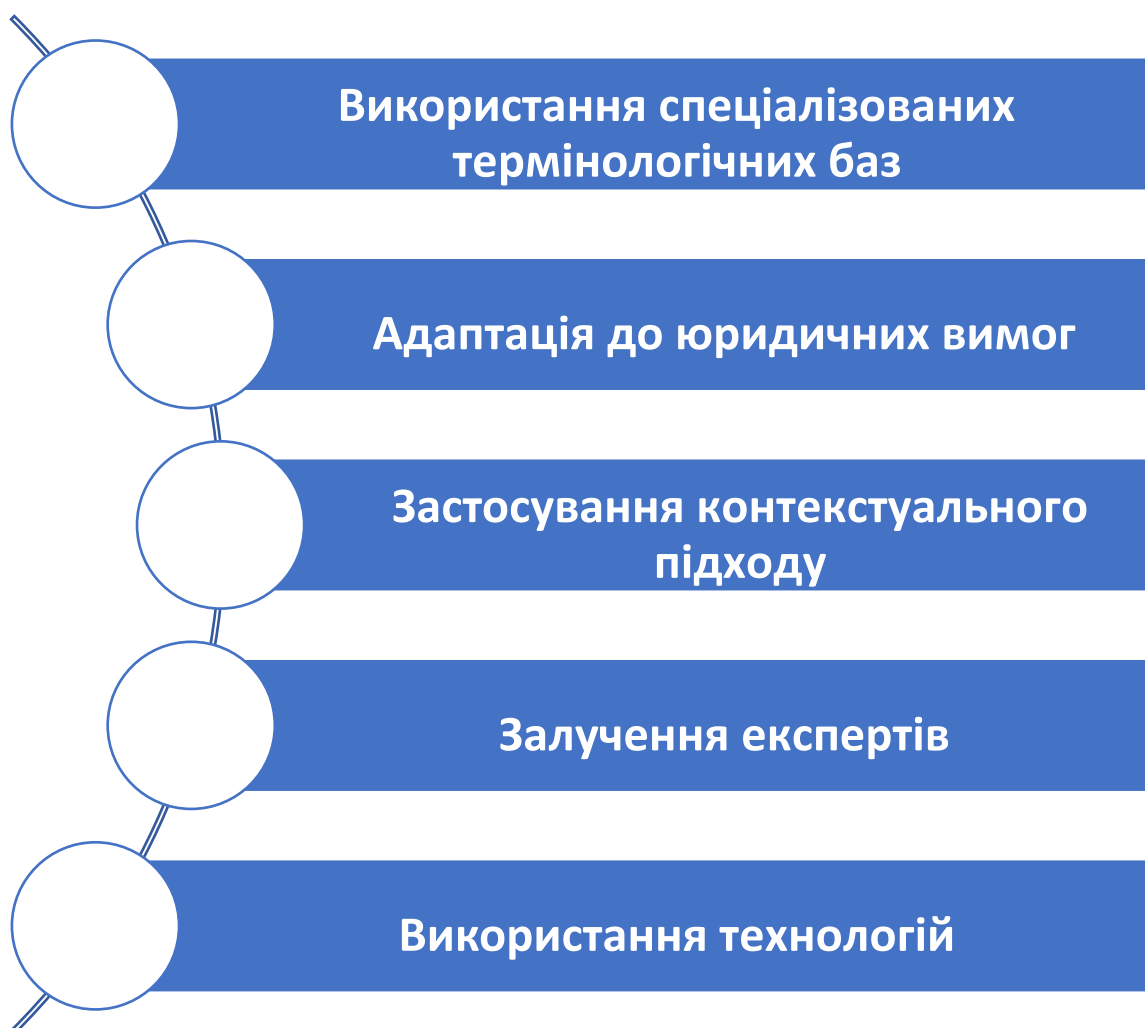 Використання спеціалізованих
термінологічних баз
Адаптація до юридичних вимог
Застосування контекстуального
підходу
Залучення експертів
Використання технологій